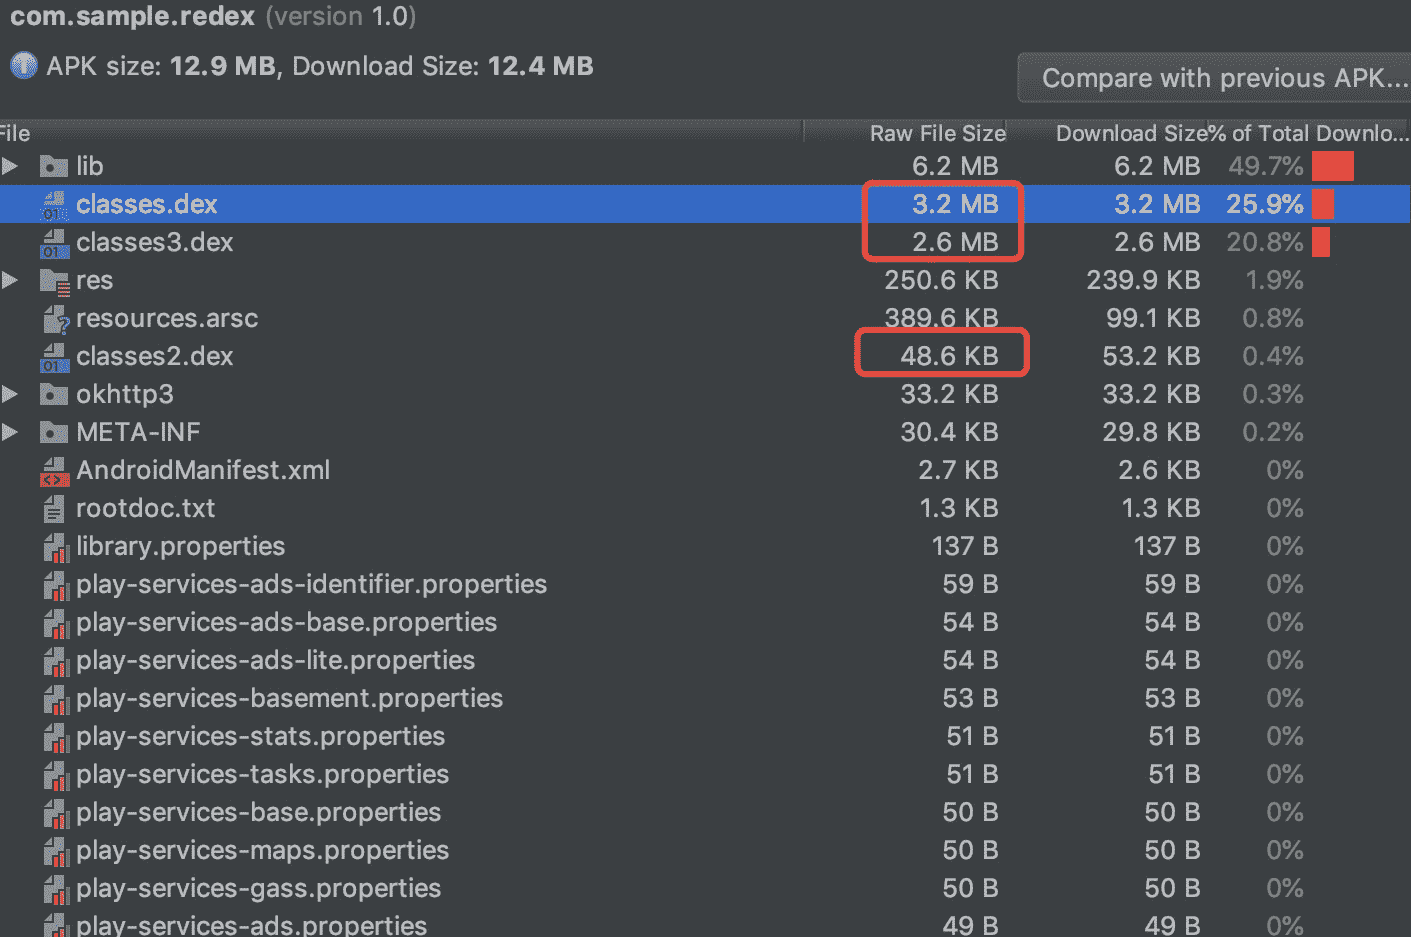 com.sample.redex (version 1.0)
APK size: 12.9 MB, Download Size: 12.4 MB
Compare with previous APK...
File Raw File Size Download Size % of Total Downlo...
lib 6.2 MB 6.2 MB 49.7%
classes.dex 3.2 MB 3.2 MB 25.9%
classes3.dex 2.6 MB 2.6 MB 20.8%
res 250.6 KB 239.9 KB 1.9%
resources.arsc 389.6 KB 99.1 KB 0.8%
classes2.dex 48.6 KB 53.2 KB 0.4%
okhttp3 33.2 KB 33.2 KB 0.3%
META-INF 30.4 KB 29.8 KB 0.2%
AndroidManifest.xml 2.7 KB 2.6 KB 0%
rootdoc.txt 1.3 KB 1.3 KB 0%
library.properties 137 B 137 B 0%
play-services-ads-identifier.properties 59 B 59 B 0%
play-services-ads-base.properties 54 B 54 B 0%
play-services-ads-lite.properties 54 B 54 B 0%
play-services-basement.properties 53 B 53 B 0%
play-services-stats.properties 51 B 51 B 0%
play-services-tasks.properties 51 B 51 B 0%
play-services-base.properties 50 B 50 B 0%
play-services-maps.properties 50 B 50 B 0%
play-services-gass.properties 50 B 50 B 0%
play-services-ads.properties 49 B 49 B 0%